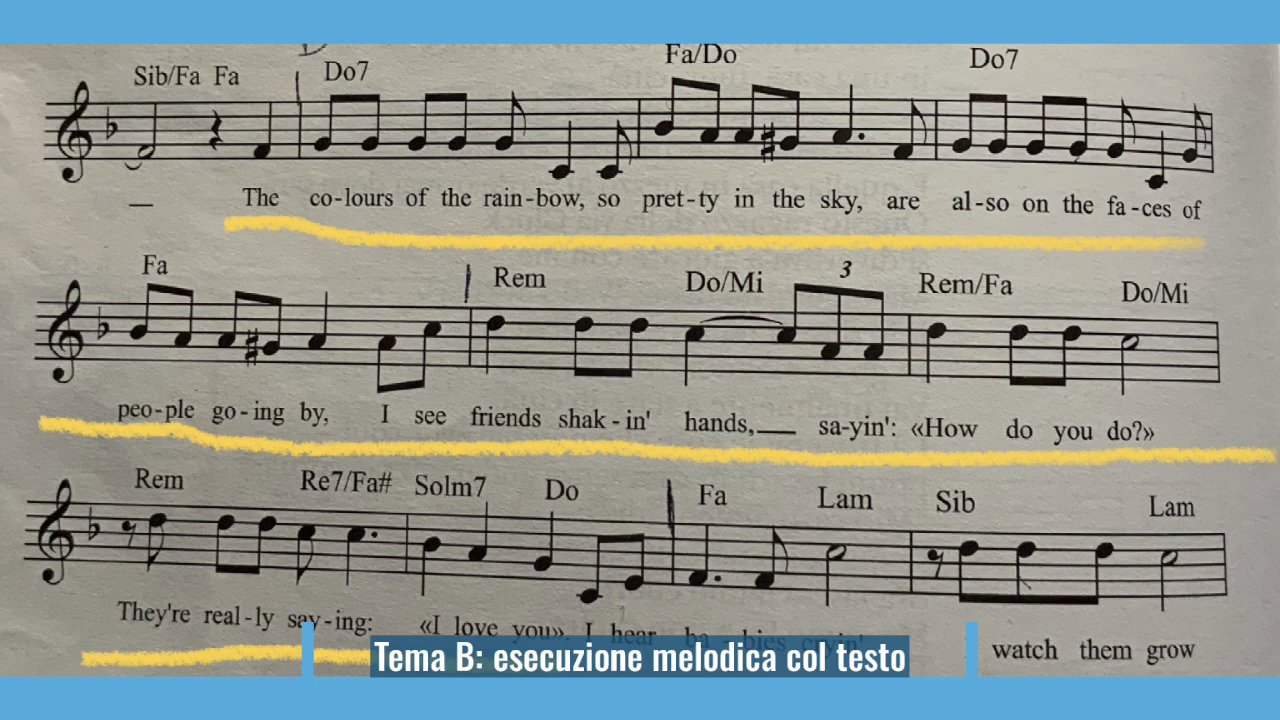 Sib/Fa Fa Do7 Fa/Do Do7
The co-lours of the rain-bow, so pret-ty in the sky, are al-so on the fa-ces of
Fa Rem Do/Mi 3 Rem/Fa Do/Mi
peo-ple go-ing by, I see friends shak-in' hands, sa-yin': «How do you do?»
Rem Re7/Fa# Solm7 Do Fa Lam Sib Lam
They're real-ly say-ing: «I love you». I hear ba-bies cryin' watch them grow
Tema B: esecuzione melodica col testo